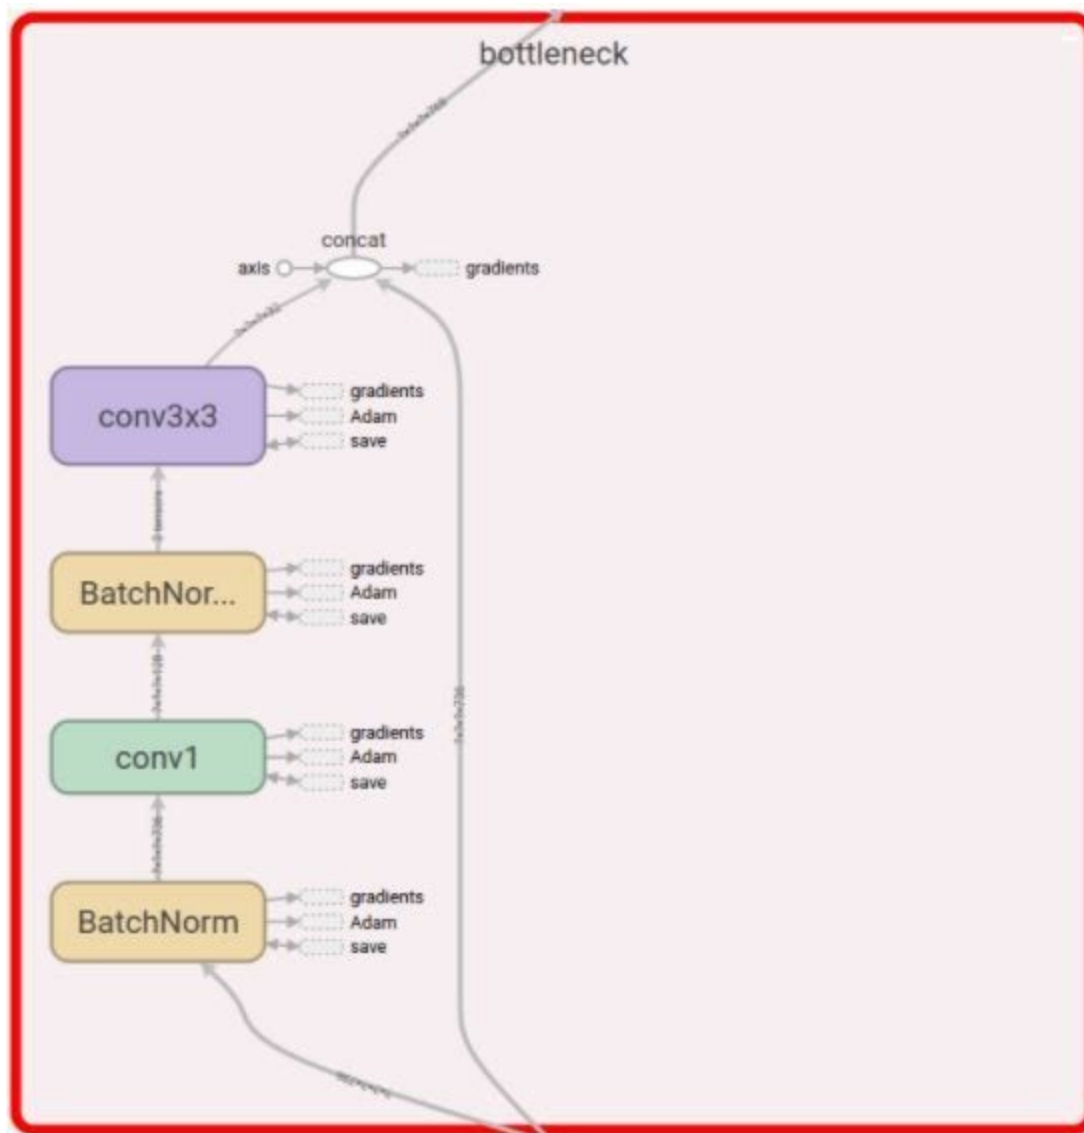 bottleneck
concat
axis
gradients
conv3x3
gradients
Adam
save
BatchNor...
gradients
Adam
save
conv1
gradients
Adam
save
BatchNorm
gradients
Adam
save